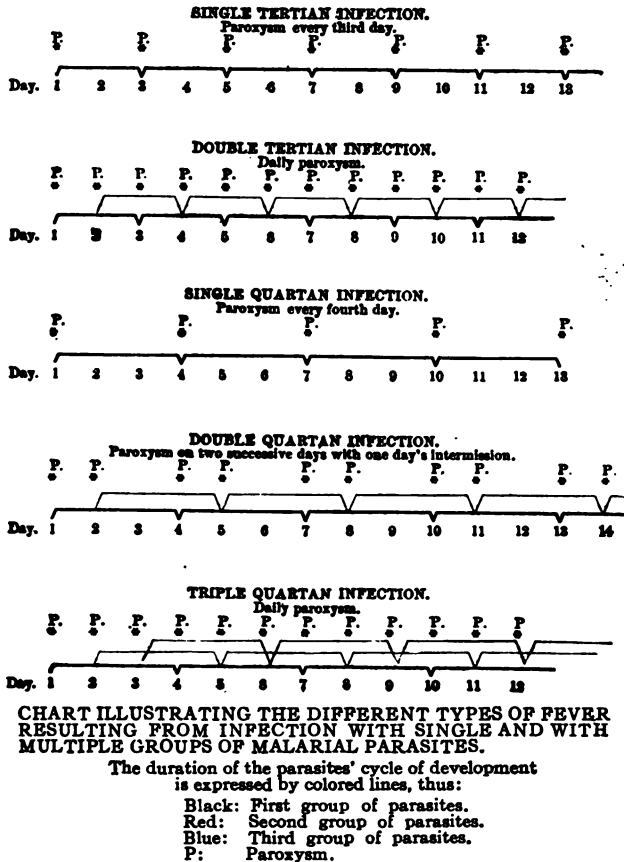 SINGLE TERTIAN INFECTION.
Paroxysm every third day.
P. P. P. P. P. P. P.
Day. 1 2 3 4 5 6 7 8 9 10 11 12 13
DOUBLE TERTIAN INFECTION.
Daily paroxysm.
P. P. P. P. P. P. P. P. P. P. P. P.
Day. 1 2 3 4 5 6 7 8 9 10 11 12
SINGLE QUARTAN INFECTION.
Paroxysm every fourth day.
P. P. P. P. P.
Day. 1 2 3 4 5 6 7 8 9 10 11 12 13
DOUBLE QUARTAN INFECTION.
Paroxysm on two successive days with one day's intermission.
P. P. P. P. P. P. P. P. P. P.
Day. 1 2 3 4 5 6 7 8 9 10 11 12 13 14
TRIPLE QUARTAN INFECTION.
Daily paroxysm.
P. P. P. P. P. P. P. P. P. P. P. P
Day. 1 2 3 4 5 6 7 8 9 10 11 12
CHART ILLUSTRATING THE DIFFERENT TYPES OF FEVER
RESULTING FROM INFECTION WITH SINGLE AND WITH
MULTIPLE GROUPS OF MALARIAL PARASITES.
The duration of the parasites' cycle of development
is expressed by colored lines, thus:
Black: First group of parasites.
Red: Second group of parasites.
Blue: Third group of parasites.
P: Paroxysm.